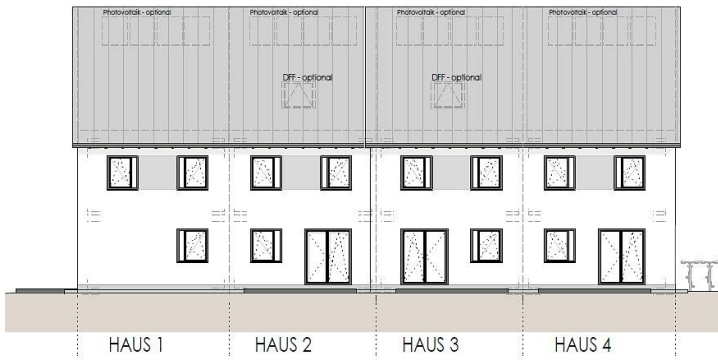 Photovoltaik - optional
Photovoltaik - optional
Photovoltaik - optional
Photovoltaik - optional
DFF - optional
DFF - optional
HAUS 1
HAUS 2
HAUS 3
HAUS 4